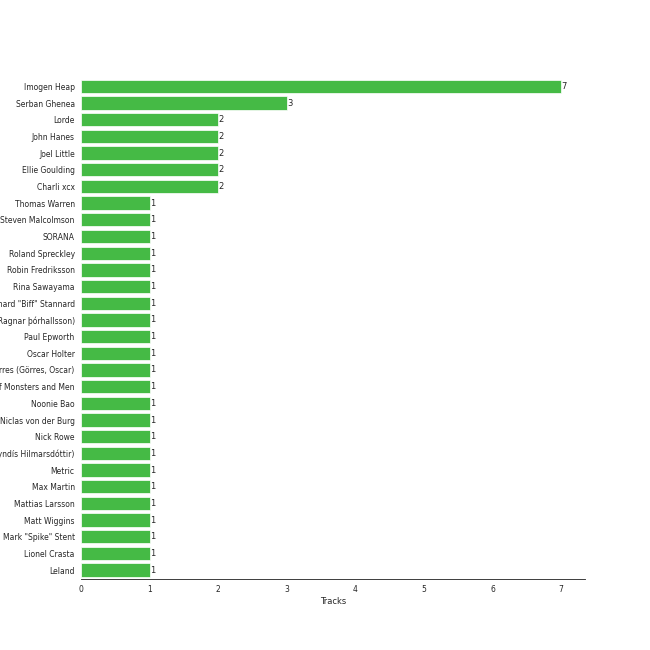 Imogen Heap 7
Serban Ghenea 3
Lorde 2
John Hanes 2
Joel Little 2
Ellie Goulding 2
Charli xcx 2
Thomas Warren 1
Steven Malcolmson 1
SORANA 1
Roland Spreckley 1
Robin Fredriksson 1
Rina Sawayama 1
hard "Biff" Stannard 1
Ragnar þórhallsson) 1
Paul Epworth 1
Oscar Holter 1
rres (Görres, Oscar) 1
f Monsters and Men 1
Noonie Bao 1
Niclas von der Burg 1
Nick Rowe 1
yndís Hilmarsdóttir) 1
Metric 1
Max Martin 1
Mattias Larsson 1
Matt Wiggins 1
Mark "Spike" Stent 1
Lionel Crasta 1
Leland 1
0 1 2 3 4 5 6 7
Tracks